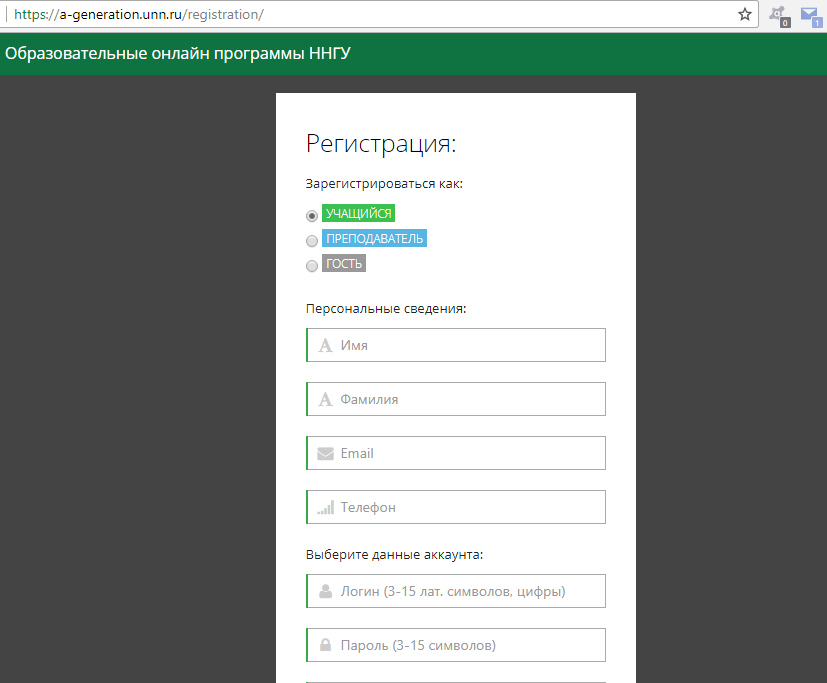 https://a-generation.unn.ru/registration/
0
1
Образовательные онлайн программы ННГУ
Регистрация:
Зарегистрироваться как:
УЧАЩИЙСЯ
ПРЕПОДАВАТЕЛЬ
ГОСТЬ
Персональные сведения:
Имя
Фамилия
Email
Телефон
Выберите данные аккаунта:
Логин (3-15 лат. символов, цифры)
Пароль (3-15 символов)